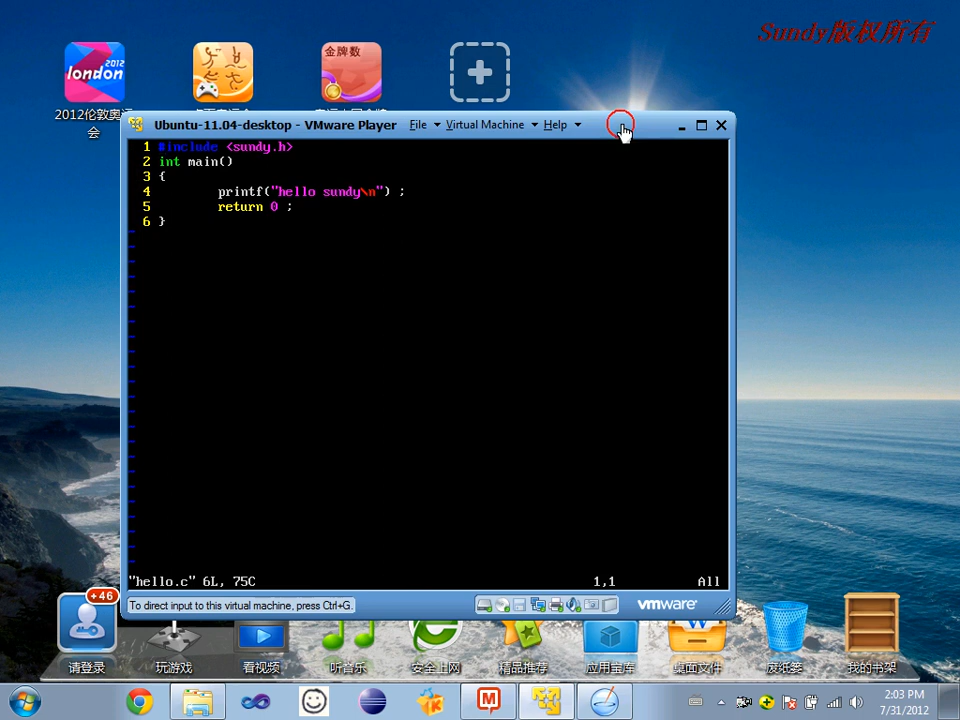 Sundy版权所有
2012
london
金牌数
2012伦敦奥运
会
Ubuntu-11.04-desktop - VMware Player File Virtual Machine Help
1 #include <sundy.h>
2 int main()
3 {
4 printf("hello sundy\n") ;
5 return 0 ;
6 }
"hello.c" 6L, 75C 1,1 All
To direct input to this virtual machine, press Ctrl+G.
vmware
+46
请登录 玩游戏 看视频 听音乐 安全上网 精品推荐 应用宝库 桌面文件 废纸篓 我的书架
2:03 PM
7/31/2012